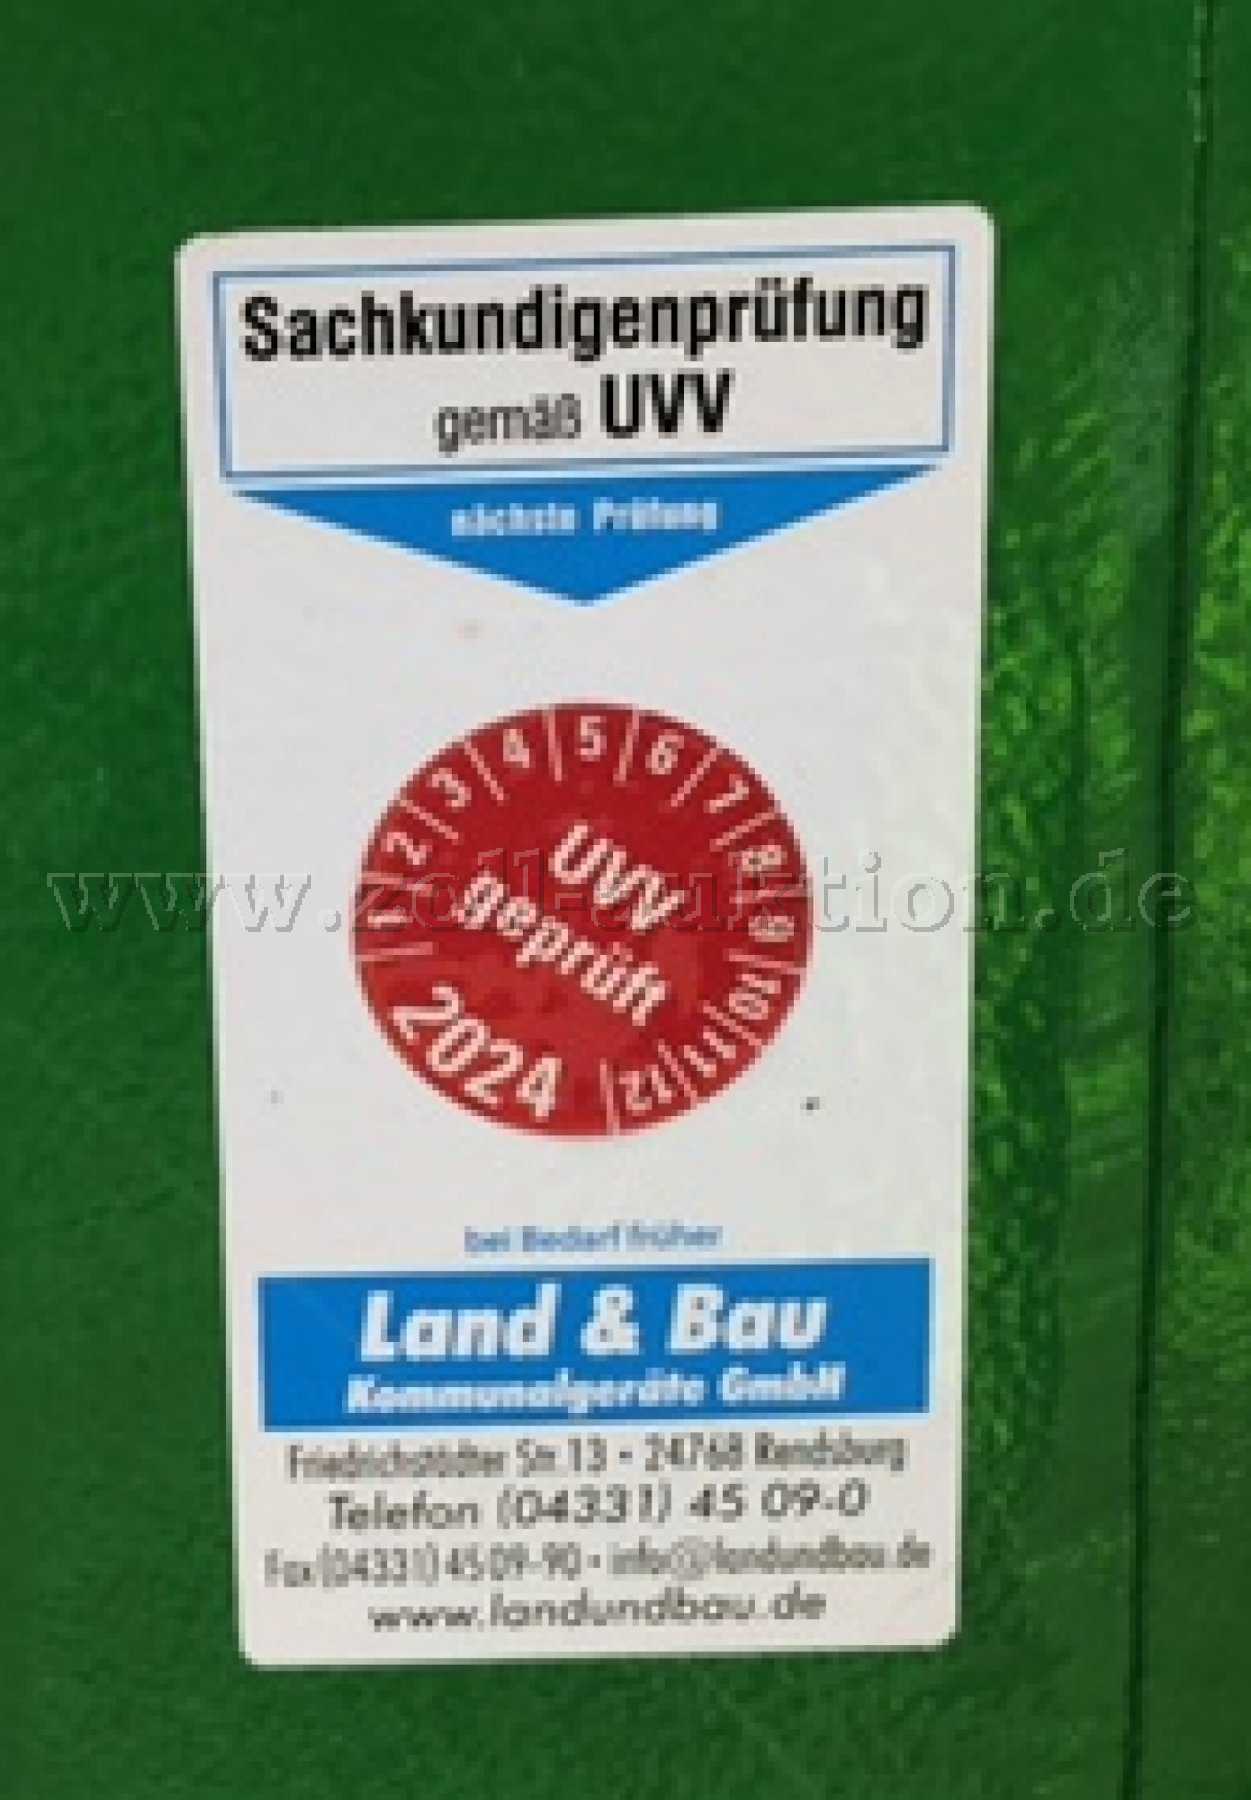 Sachkundigenprüfung
gemäß UVV
nächste Prüfung
1 2 3 4 5 6 7 8 9 10 11 12
UVV
geprüft
2024
www.zoll-auktion.de
bei Bedarf früher
Land & Bau
Kommunalgeräte GmbH
Friedrichstädter Str. 13 • 24768 Rendsburg
Telefon (04331) 45 09-0
Fax (04331) 45 09-90 • info@landundbau.de
www.landundbau.de